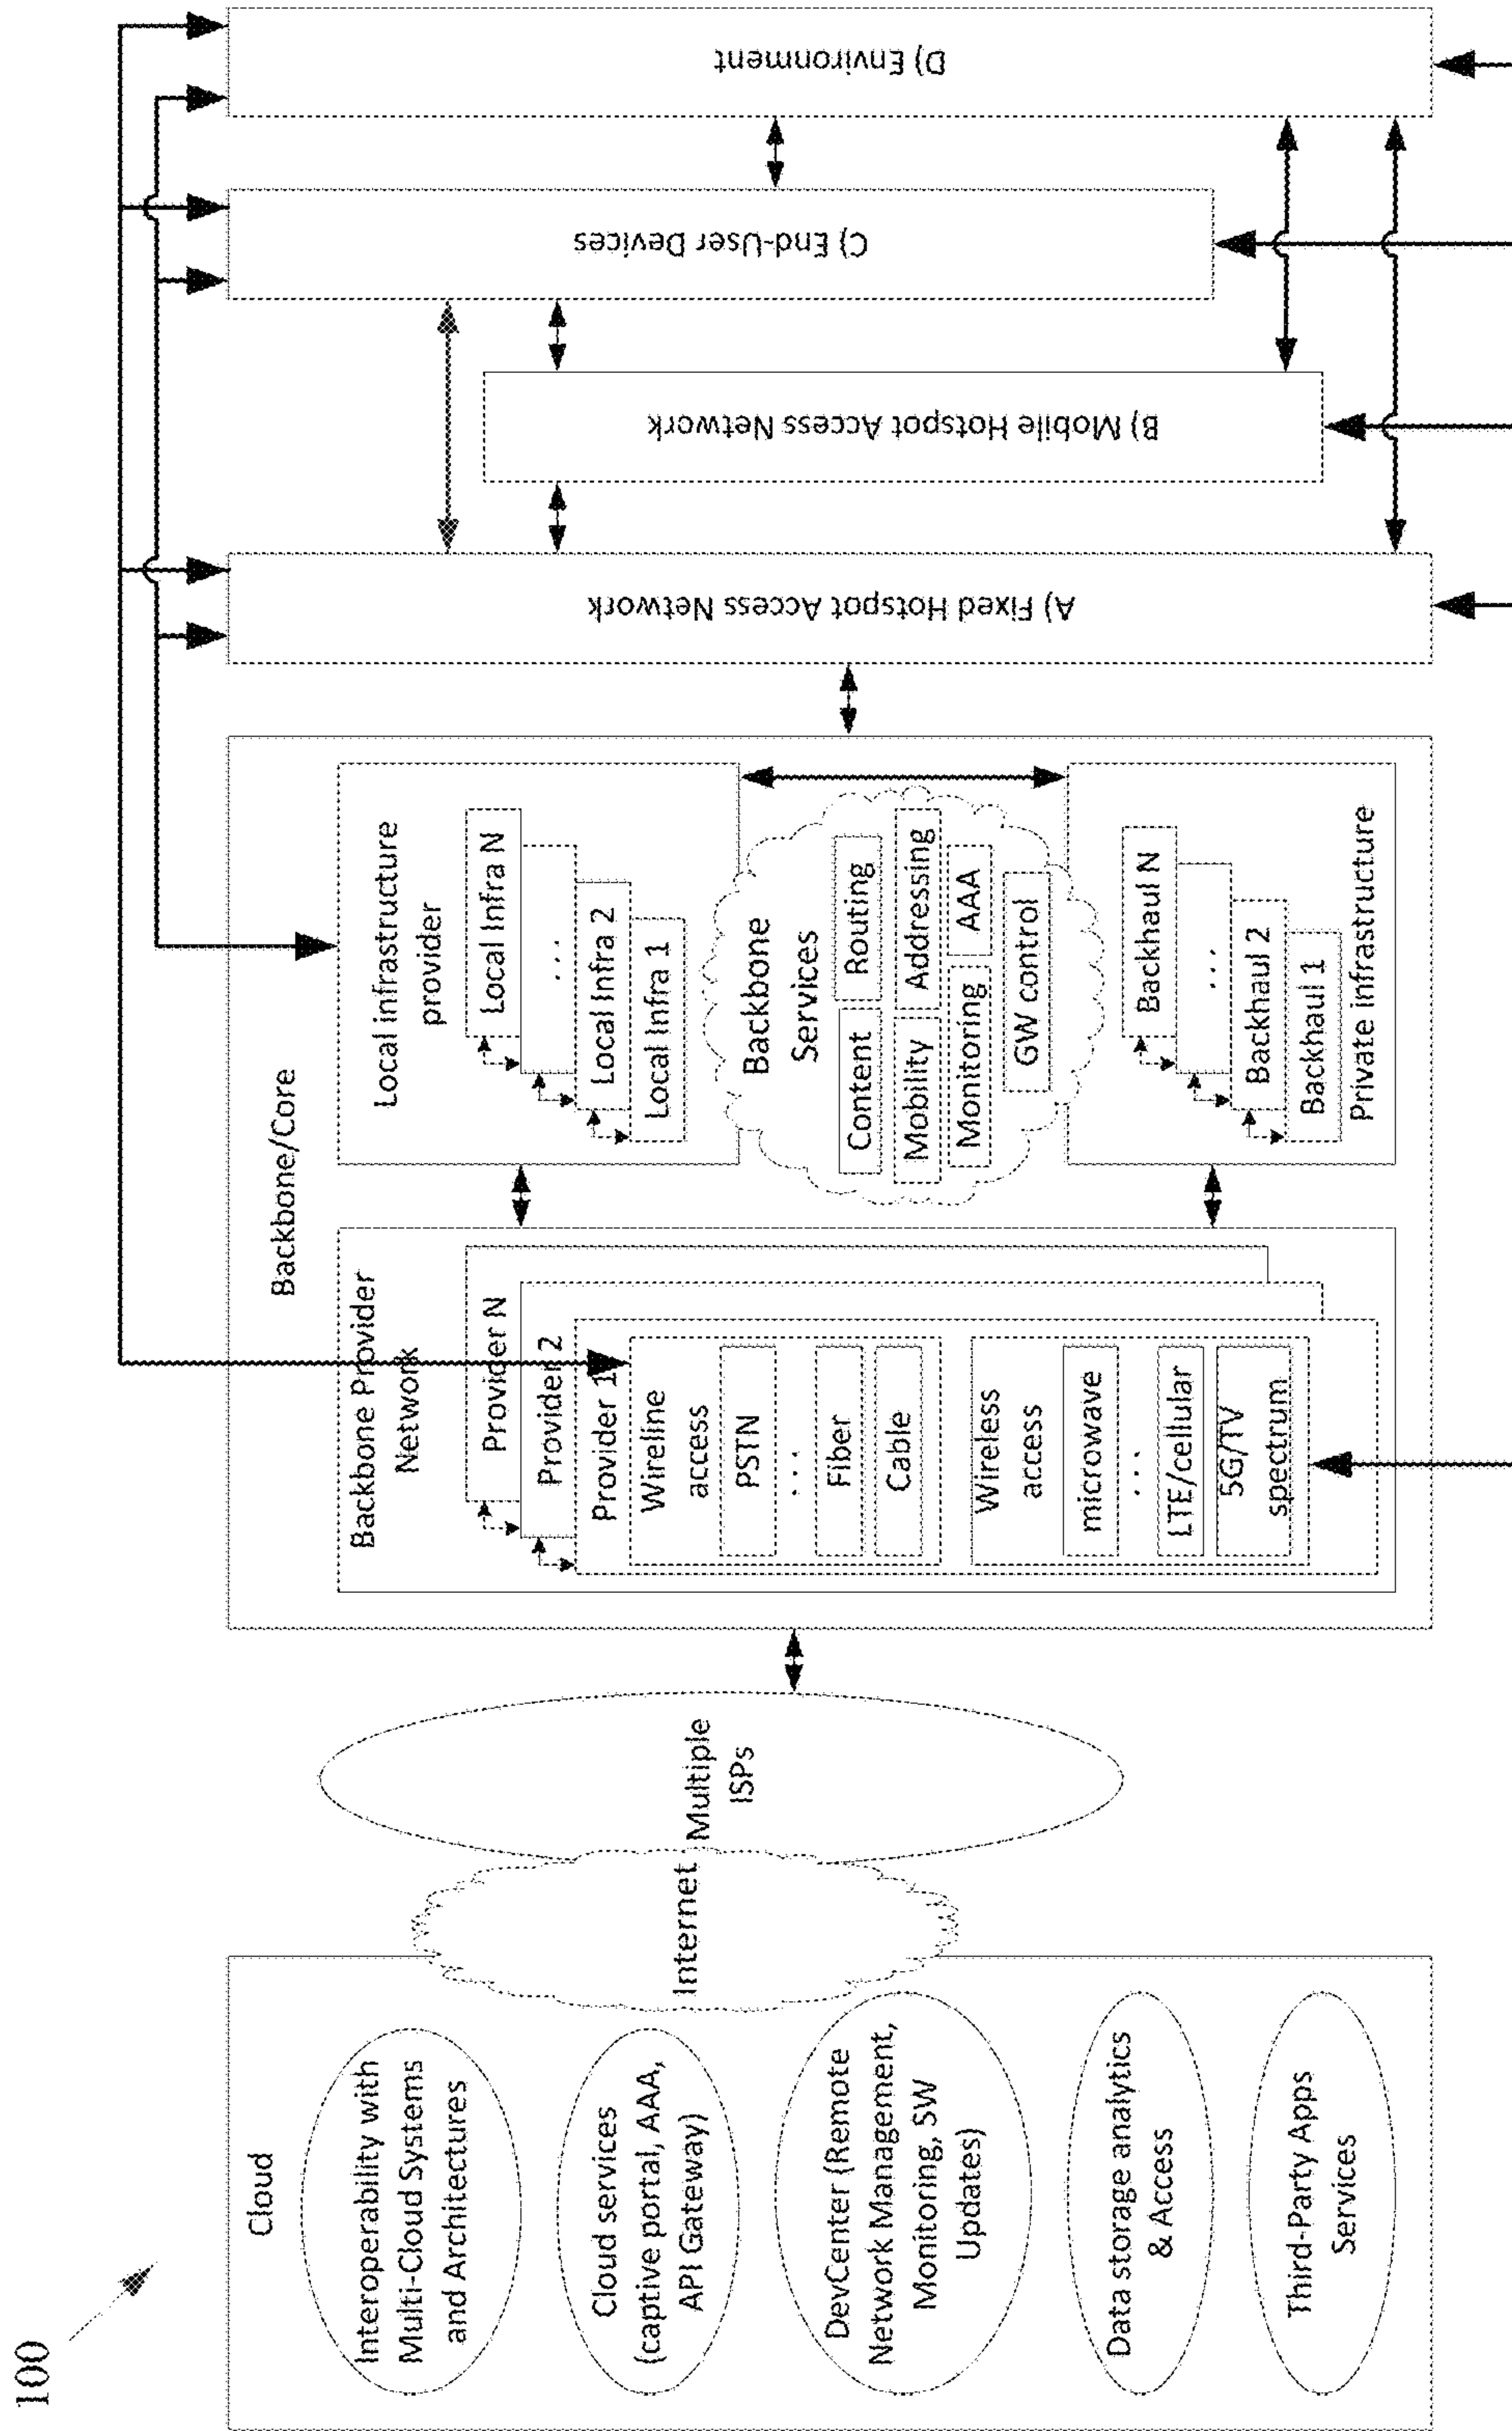 100
Cloud
Interoperability with
Multi-Cloud Systems
and Architectures
Cloud services
(captive portal, AAA,
API Gateway)
DevCenter (Remote
Network Management,
Monitoring, SW
Updates)
Data storage analytics
& Access
Third-Party Apps
Services
Internet
Multiple
ISPs
Backbone/Core
Backbone Provider
Network
Provider N
Provider 2
Provider 1
Wireline
access
PSTN
...
Fiber
Cable
Wireless
access
microwave
...
LTE/cellular
5G/TV
spectrum
Local infrastructure
provider
Local Infra N
...
Local Infra 2
Local Infra 1
Backbone
Services
Content
Routing
Mobility
Addressing
Monitoring
AAA
GW control
Backhaul N
...
Backhaul 2
Backhaul 1
Private infrastructure
A) Fixed Hotspot Access Network
B) Mobile Hotspot Access Network
C) End-User Devices
D) Environment